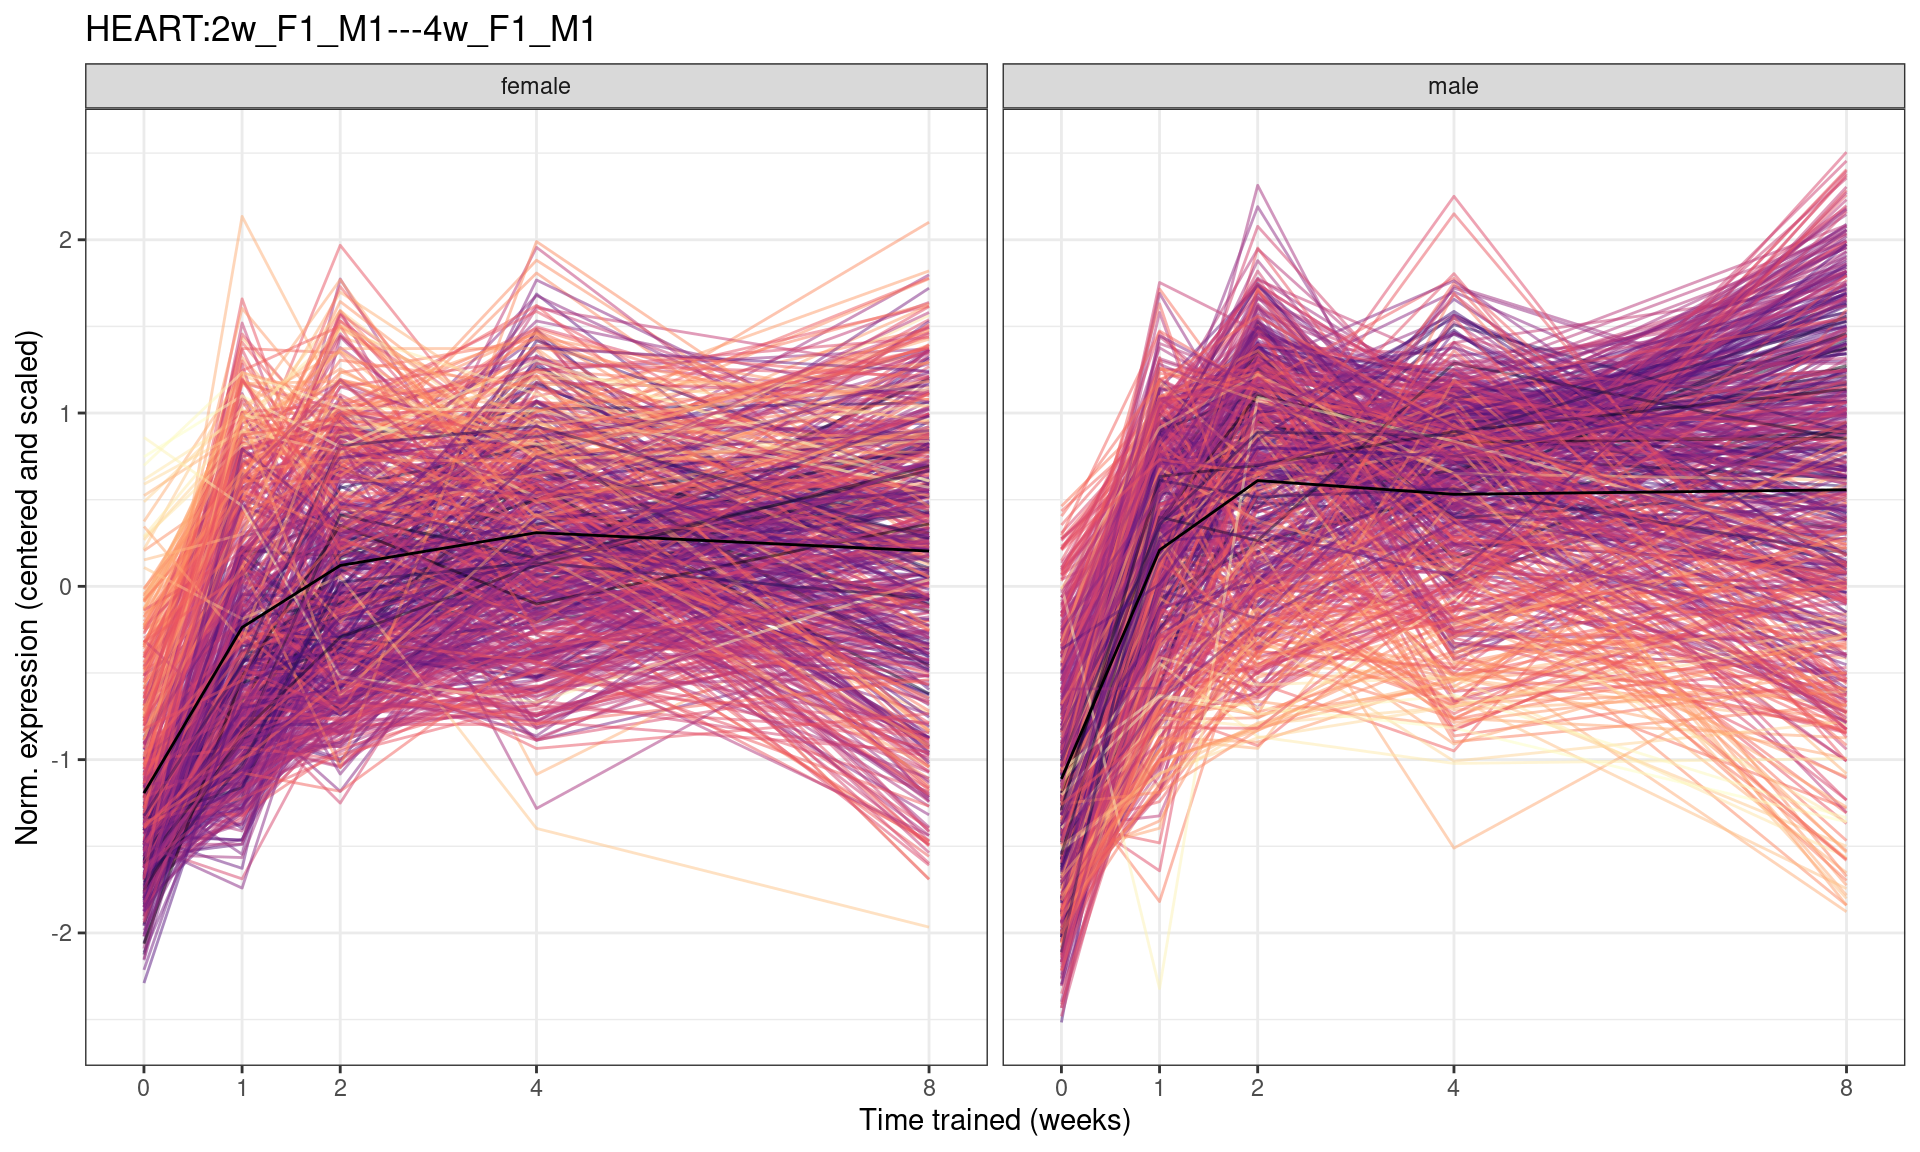 HEART:2w_F1_M1---4w_F1_M1
female
male
Norm. expression (centered and scaled)
2
1
0
-1
-2
0 1 2 4 8
0 1 2 4 8
Time trained (weeks)